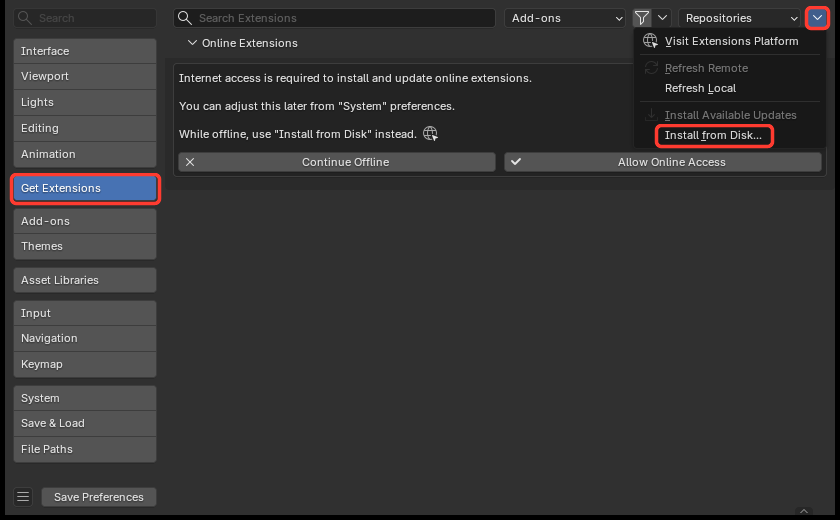 Search
Search Extensions
Add-ons
Repositories
Online Extensions
Visit Extensions Platform
Refresh Remote
Refresh Local
Install Available Updates
Install from Disk...
Internet access is required to install and update online extensions.
You can adjust this later from "System" preferences.
While offline, use "Install from Disk" instead.
Continue Offline
Allow Online Access
Interface
Viewport
Lights
Editing
Animation
Get Extensions
Add-ons
Themes
Asset Libraries
Input
Navigation
Keymap
System
Save & Load
File Paths
Save Preferences